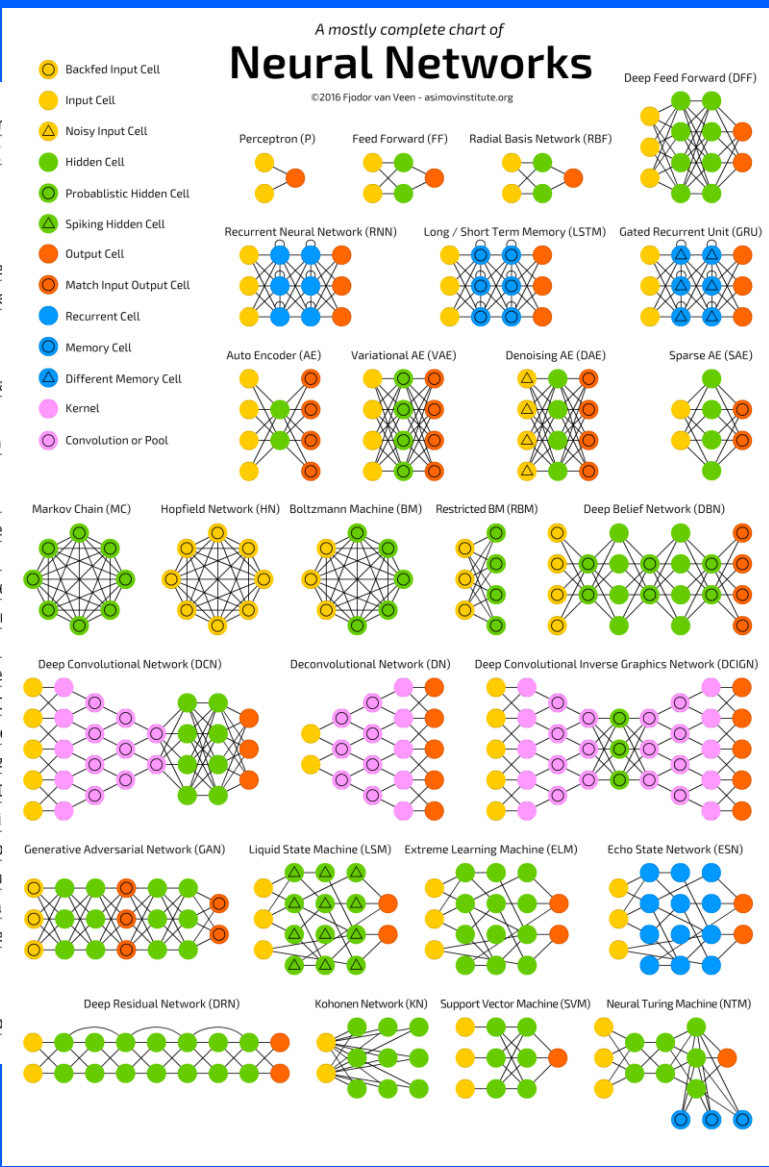 A mostly complete chart of
Neural Networks
©2016 Fjodor van Veen - asimovinstitute.org
Backfed Input Cell
Input Cell
Noisy Input Cell
Hidden Cell
Probablistic Hidden Cell
Spiking Hidden Cell
Output Cell
Match Input Output Cell
Recurrent Cell
Memory Cell
Different Memory Cell
Kernel
Convolution or Pool
Deep Feed Forward (DFF)
Perceptron (P)
Feed Forward (FF)
Radial Basis Network (RBF)
Recurrent Neural Network (RNN)
Long / Short Term Memory (LSTM)
Gated Recurrent Unit (GRU)
Auto Encoder (AE)
Variational AE (VAE)
Denoising AE (DAE)
Sparse AE (SAE)
Markov Chain (MC)
Hopfield Network (HN)
Boltzmann Machine (BM)
Restricted BM (RBM)
Deep Belief Network (DBN)
Deep Convolutional Network (DCN)
Deconvolutional Network (DN)
Deep Convolutional Inverse Graphics Network (DCIGN)
Generative Adversarial Network (GAN)
Liquid State Machine (LSM)
Extreme Learning Machine (ELM)
Echo State Network (ESN)
Deep Residual Network (DRN)
Kohonen Network (KN)
Support Vector Machine (SVM)
Neural Turing Machine (NTM)